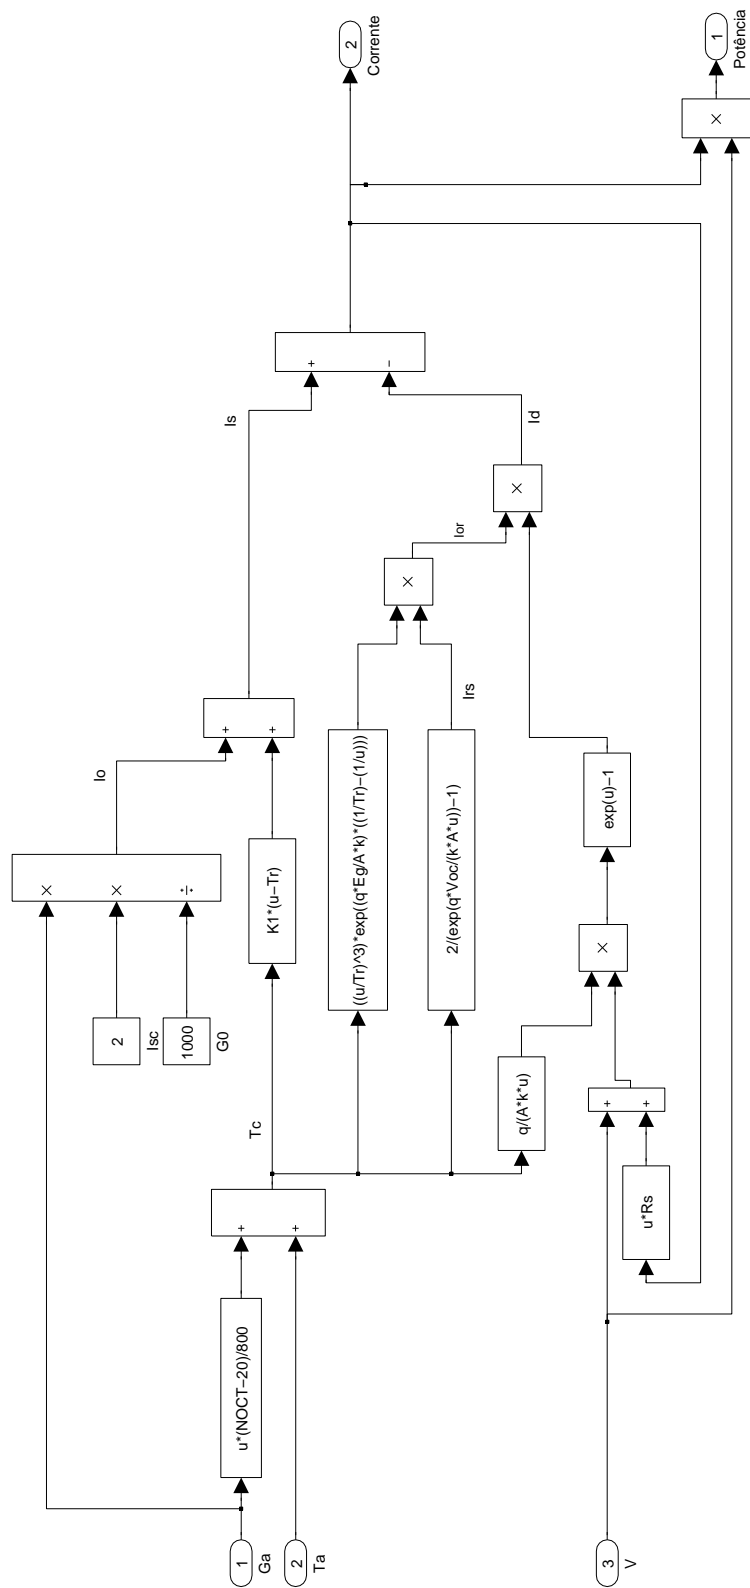 1
Ga
2
Ta
3
V
u*(NOCT−20)/800
+
+
Tc
u*Rs
+
+
q/(A*k*u)
×
exp(u)−1
2
Isc
1000
G0
×
×
÷
Io
K1*(u−Tr)
+
+
Is
((u/Tr)^3)*exp((q*Eg/A*k)*((1/Tr)−(1/u)))
2/(exp(q*Voc/(k*A*u))−1)
Irs
×
Ior
×
Id
+
−
2
Corrente
×
1
Potência